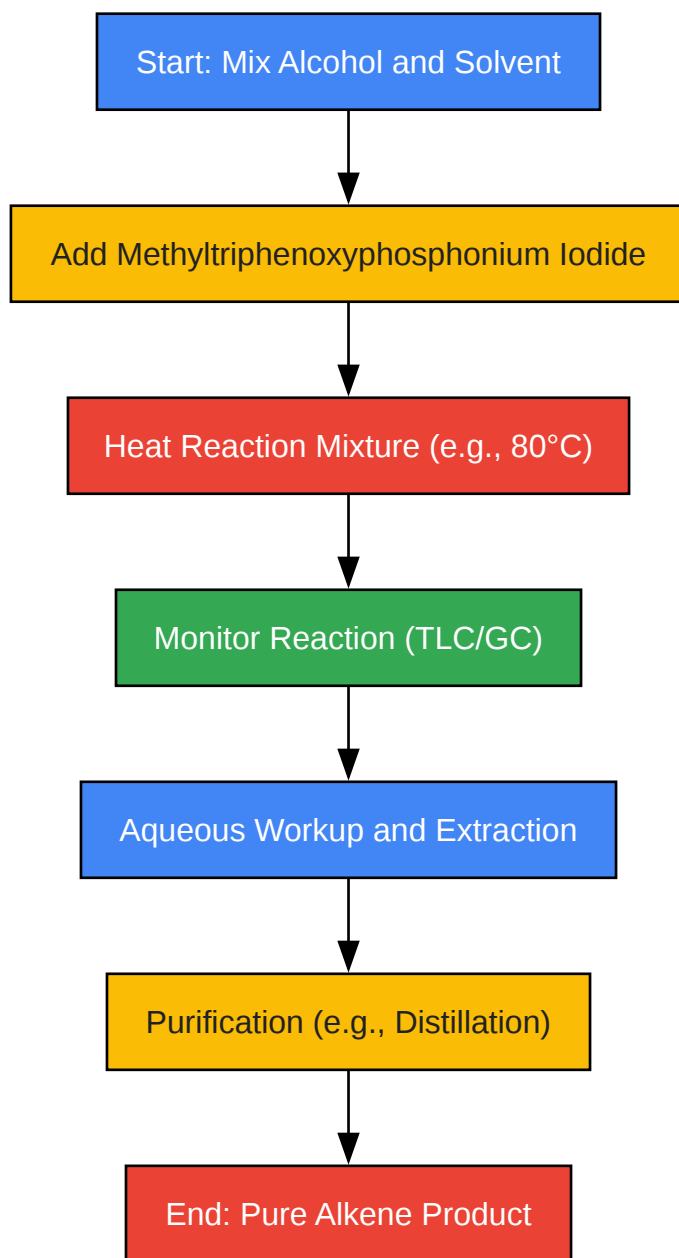 Start: Mix Alcohol and Solvent
Add Methyltriphenoxyphosphonium Iodide
Heat Reaction Mixture (e.g., 80°C)
Monitor Reaction (TLC/GC)
Aqueous Workup and Extraction
Purification (e.g., Distillation)
End: Pure Alkene Product